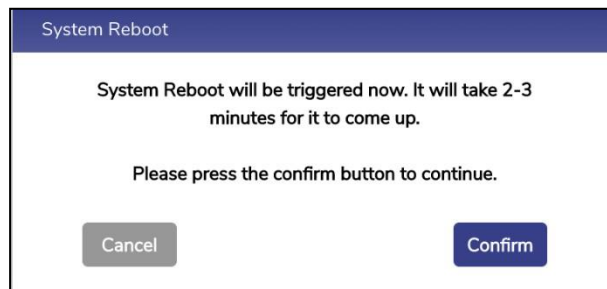 System Reboot
System Reboot will be triggered now. It will take 2-3
minutes for it to come up.
Please press the confirm button to continue.
Cancel
Confirm